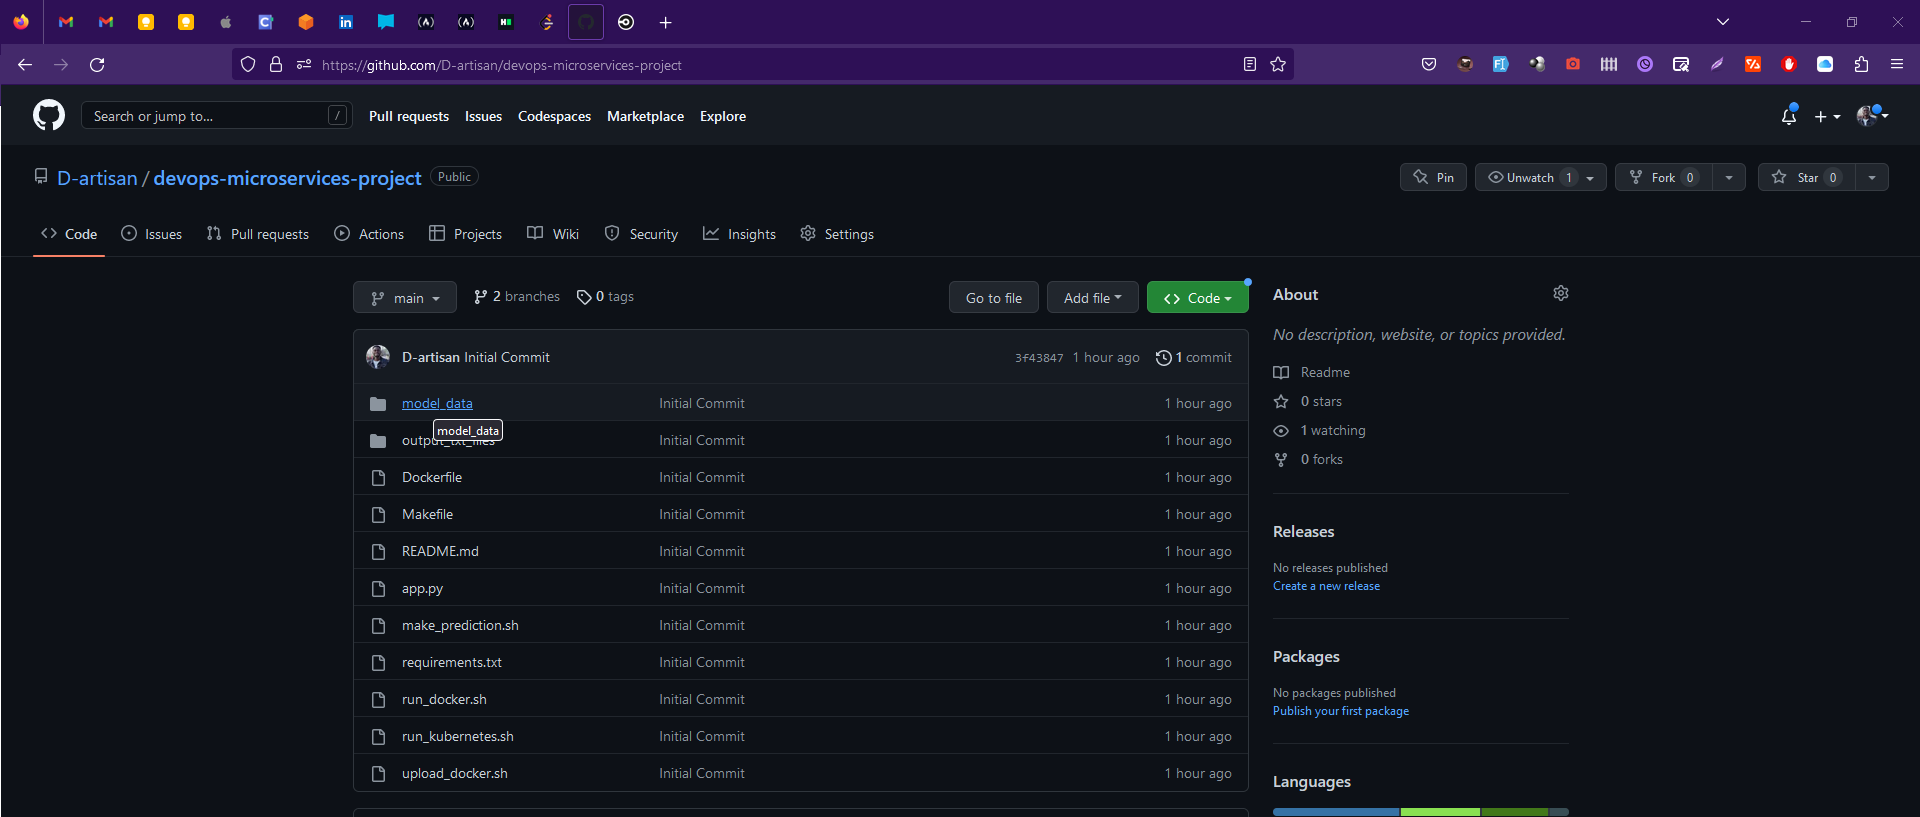 https://github.com/D-artisan/devops-microservices-project
Search or jump to... /
Pull requests Issues Codespaces Marketplace Explore
D-artisan / devops-microservices-project Public
Pin Unwatch 1 Fork 0 Star 0
Code Issues Pull requests Actions Projects Wiki Security Insights Settings
main 2 branches 0 tags Go to file Add file Code
D-artisan Initial Commit 3f43847 1 hour ago 1 commit
model_data Initial Commit 1 hour ago
model_data
output_txt_files Initial Commit 1 hour ago
Dockerfile Initial Commit 1 hour ago
Makefile Initial Commit 1 hour ago
README.md Initial Commit 1 hour ago
app.py Initial Commit 1 hour ago
make_prediction.sh Initial Commit 1 hour ago
requirements.txt Initial Commit 1 hour ago
run_docker.sh Initial Commit 1 hour ago
run_kubernetes.sh Initial Commit 1 hour ago
upload_docker.sh Initial Commit 1 hour ago
About
No description, website, or topics provided.
Readme
0 stars
1 watching
0 forks
Releases
No releases published
Create a new release
Packages
No packages published
Publish your first package
Languages